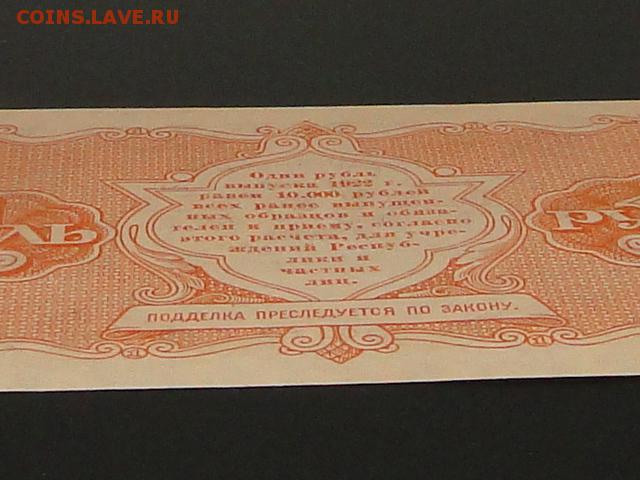 COINS.LAVE.RU
Один рубль
выпуска 1922 г.
равен 10.000 рублей
всех ранее выпущен-
ных образцов и обяза-
телен к приему, согласно
этого расчета, для учре-
ждений Респуб-
лики и
частных
лиц.
ПОДДЕЛКА ПРЕСЛЕДУЕТСЯ ПО ЗАКОНУ.